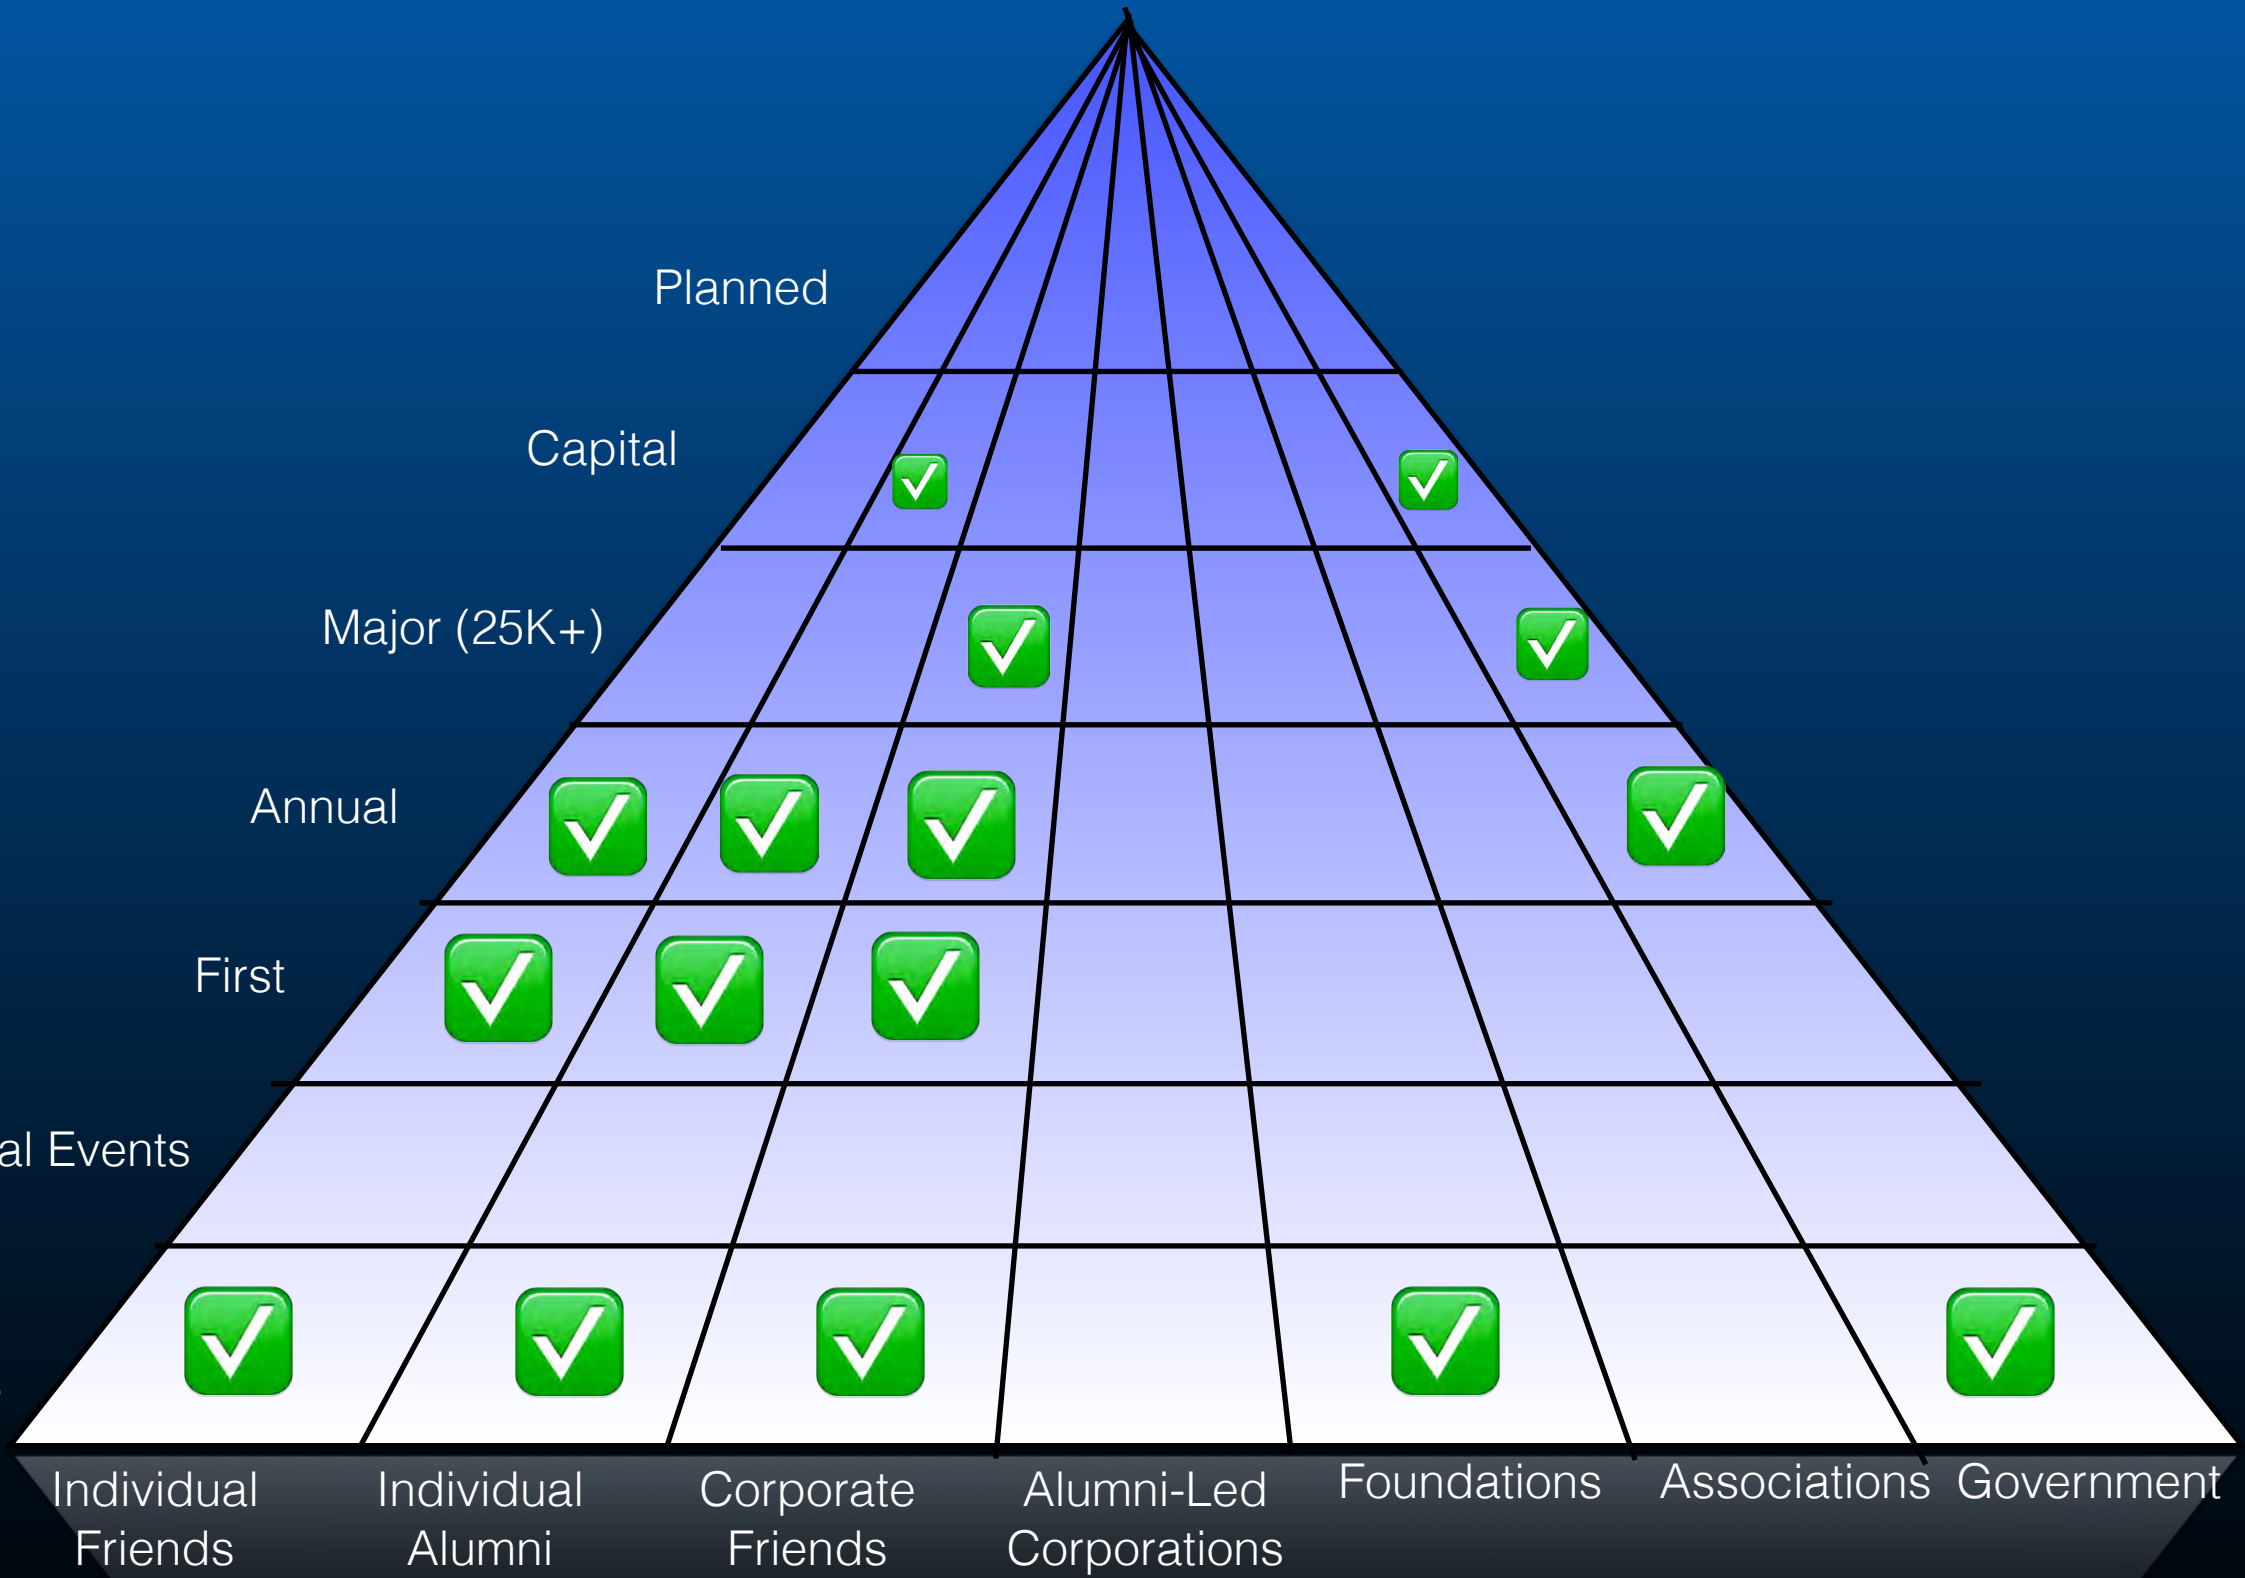 Planned
Capital
Major (25K+)
Annual
First
al Events
Individual
Friends
Individual
Alumni
Corporate
Friends
Alumni-Led
Corporations
Foundations
Associations
Government